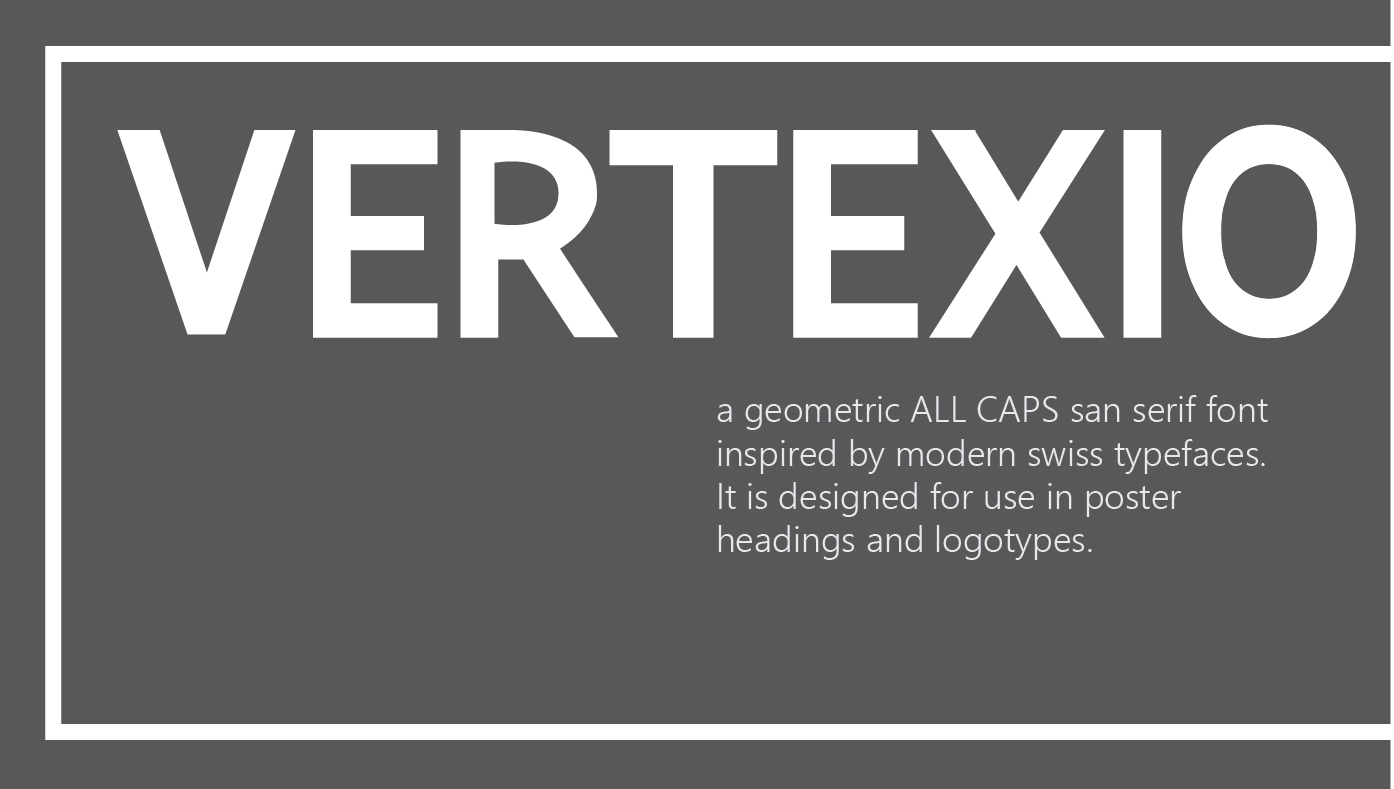 VERTEXIO
a geometric ALL CAPS san serif font
inspired by modern swiss typefaces.
It is designed for use in poster
headings and logotypes.